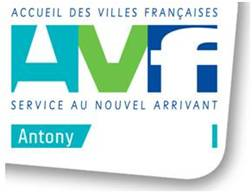 ACCUEIL DES VILLES FRANÇAISES
AVf
SERVICE AU NOUVEL ARRIVANT
Antony